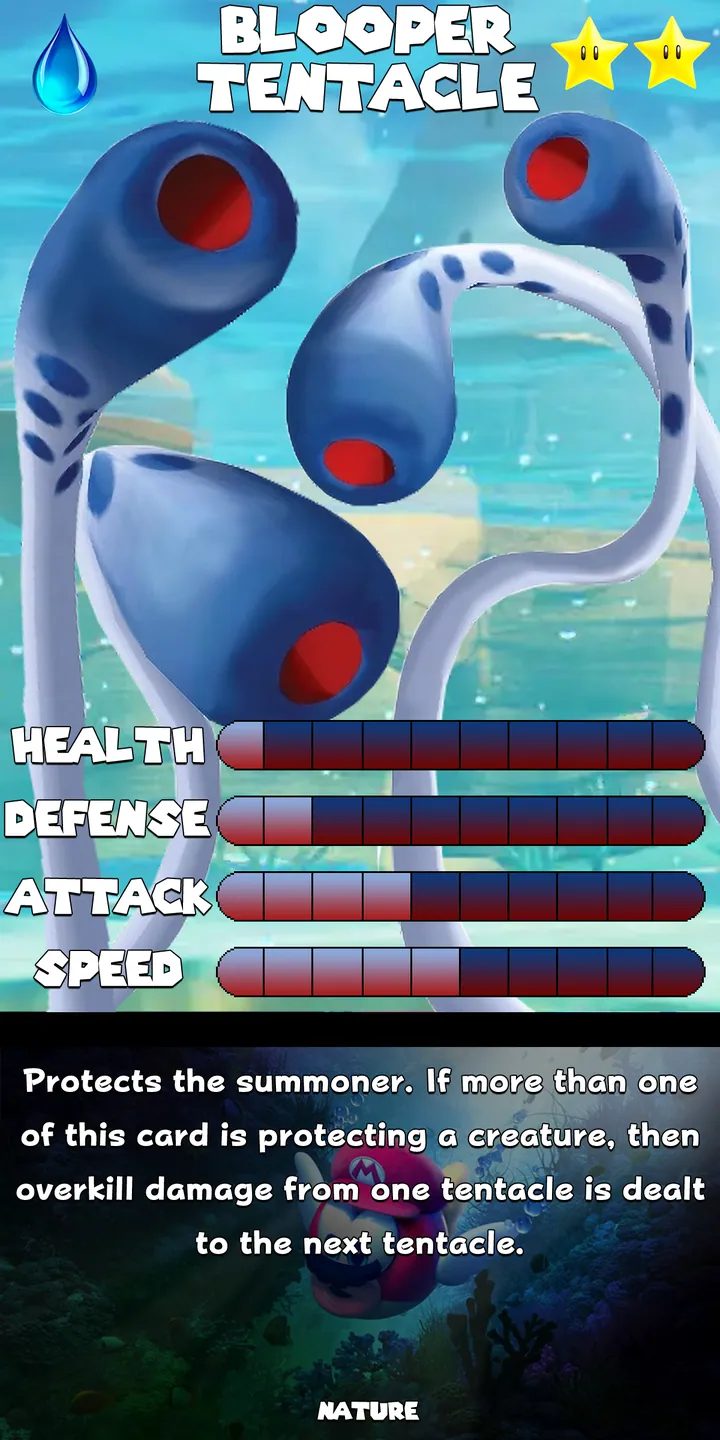 BLOOPER
TENTACLE
HEALTH
DEFENSE
ATTACK
SPEED
Protects the summoner. If more than one
of this card is protecting a creature, then
overkill damage from one tentacle is dealt
to the next tentacle.
M
NATURE